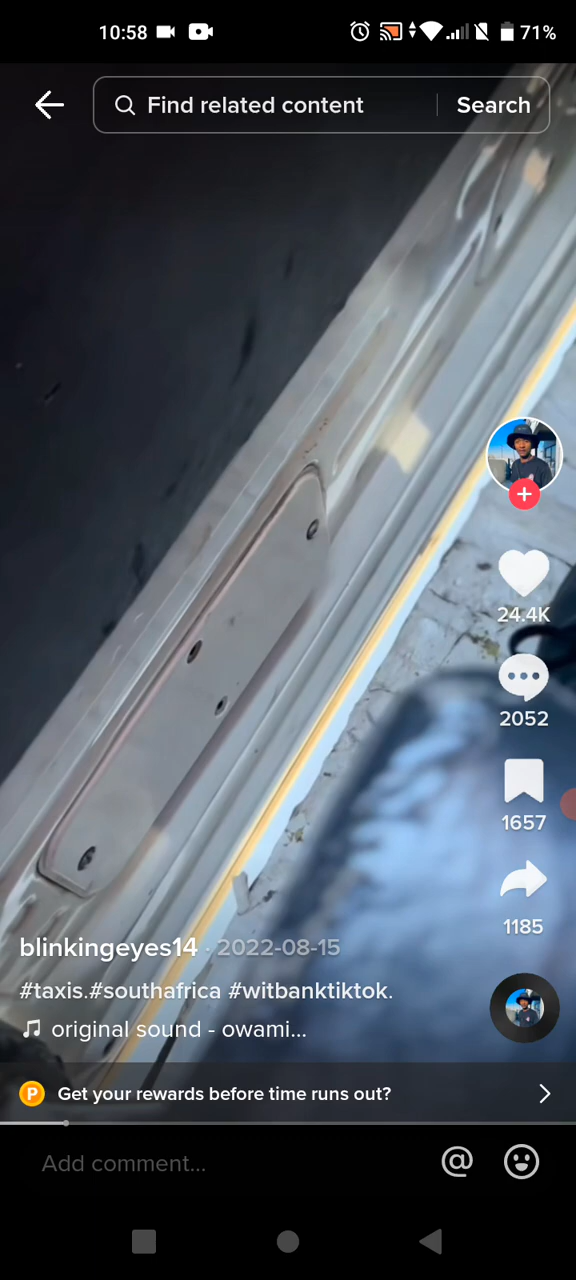 10:58
71%
Find related content
Search
24.4K
2052
1657
1185
blinkingeyes14 · 2022-08-15
#taxis.#southafrica #witbanktiktok.
original sound - owami...
P Get your rewards before time runs out?
Add comment...